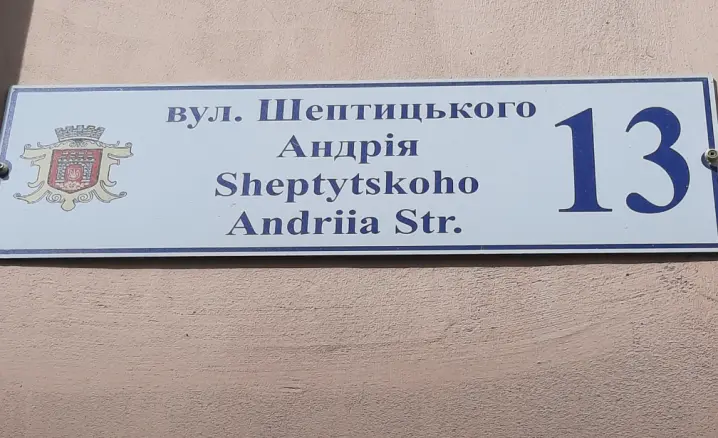 вул. Шептицького
Андрія
Sheptytskoho
Andriia Str.
13